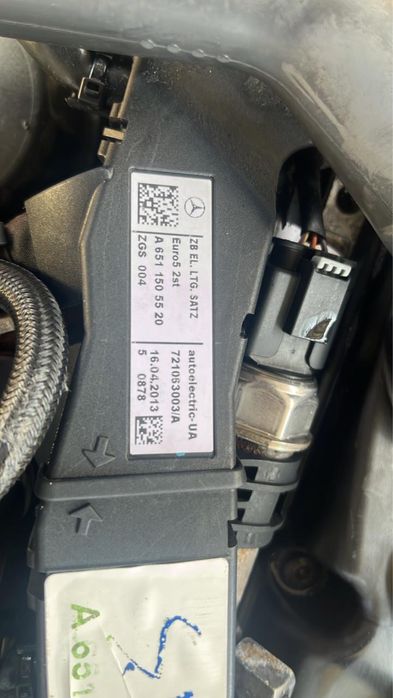 ZB EL. LTG. SATZ
Euro5 2st
A 651 150 55 20
ZGS 004
autoelectric-UA
721063003/A
16.04.2013
5 0878
A 651